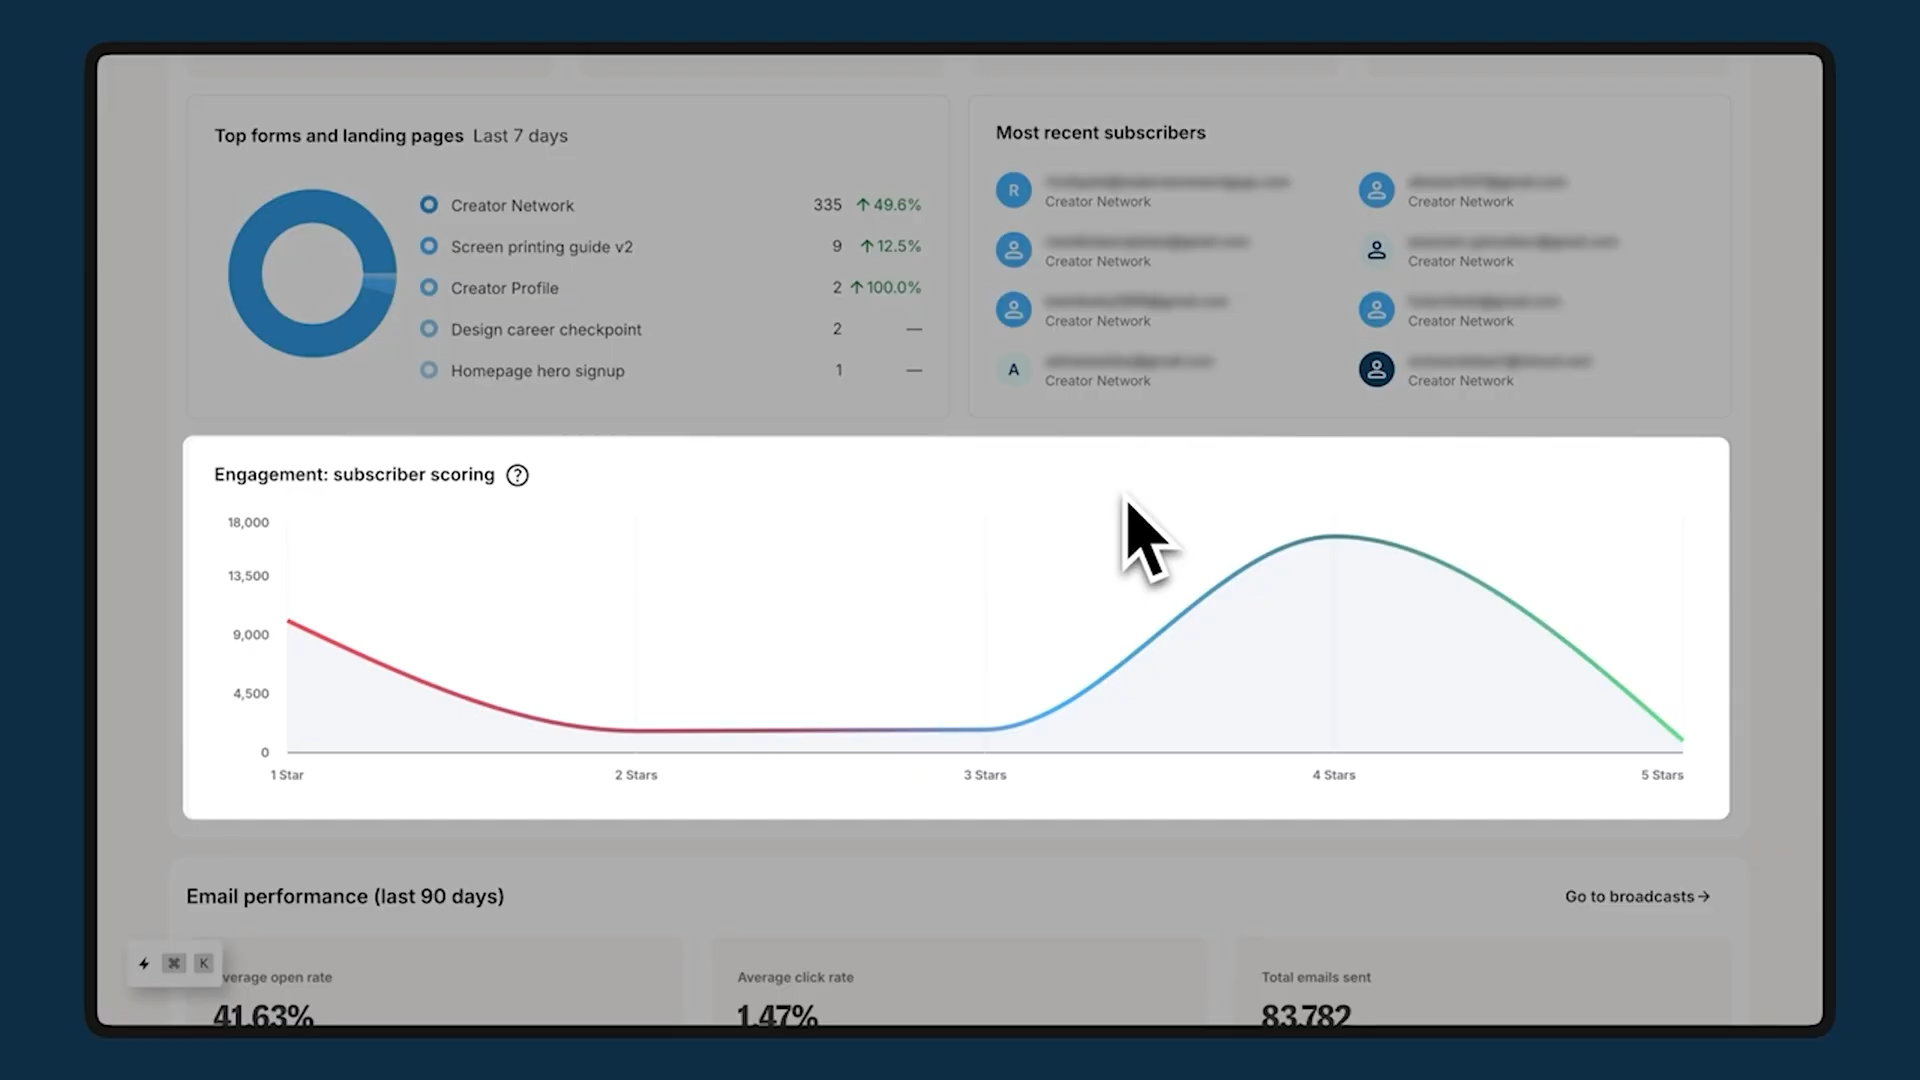 Top forms and landing pages Last 7 days
Creator Network 335 ↑ 49.6%
Screen printing guide v2 9 ↑ 12.5%
Creator Profile 2 ↑ 100.0%
Design career checkpoint 2 —
Homepage hero signup 1 —
Most recent subscribers
R
Creator Network
Creator Network
Creator Network
Creator Network
Creator Network
Creator Network
A
Creator Network
Creator Network
Engagement: subscriber scoring ?
18,000
13,500
9,000
4,500
0
1 Star 2 Stars 3 Stars 4 Stars 5 Stars
Email performance (last 90 days)
Go to broadcasts →
⌘ K
verage open rate
41.63%
Average click rate
1.47%
Total emails sent
83,782